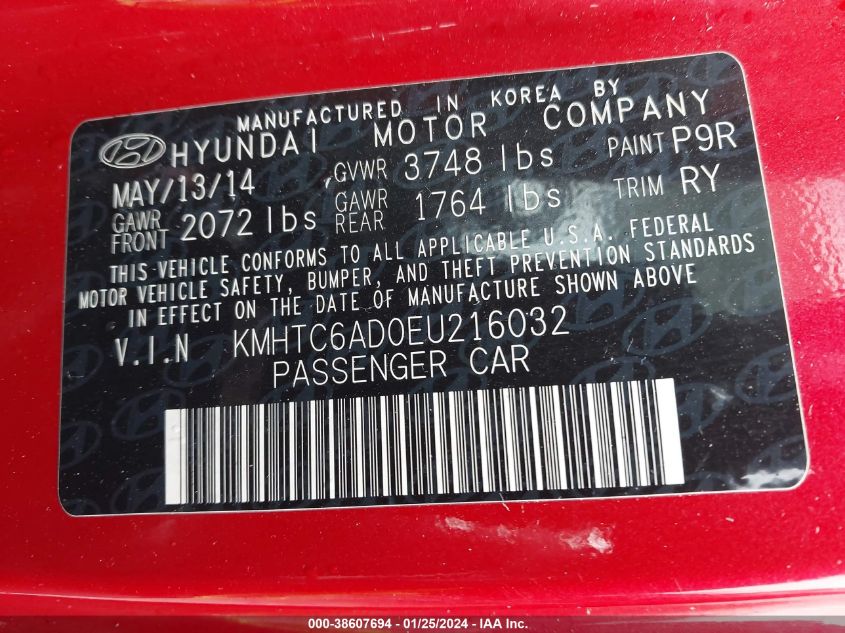 MANUFACTURED IN KOREA BY
HYUNDAI MOTOR COMPANY
MAY/13/14 GVWR 3748 lbs PAINT P9R
GAWR FRONT 2072 lbs GAWR REAR 1764 lbs TRIM RY
THIS VEHICLE CONFORMS TO ALL APPLICABLE U.S.A. FEDERAL
MOTOR VEHICLE SAFETY, BUMPER, AND THEFT PREVENTION STANDARDS
IN EFFECT ON THE DATE OF MANUFACTURE SHOWN ABOVE
V.I.N KMHTC6AD0EU216032
PASSENGER CAR
000-38607694 - 01/25/2024 - IAA Inc.